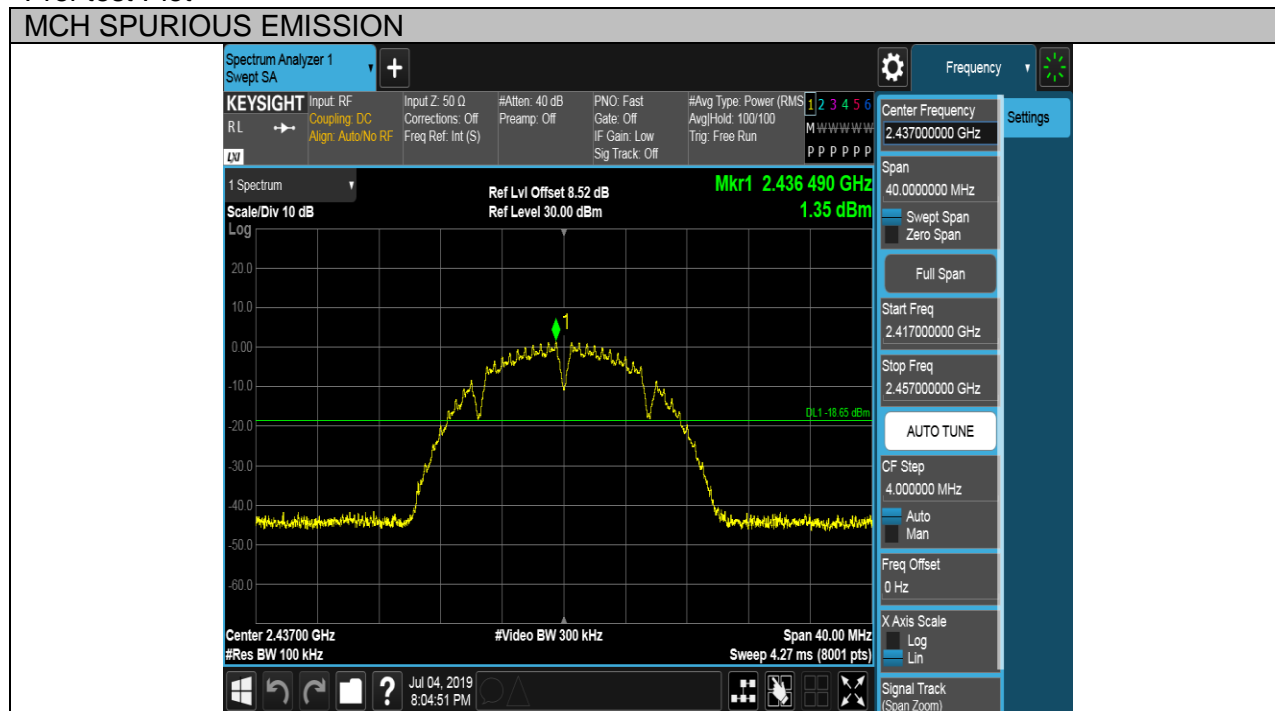 MCH SPURIOUS EMISSION
Spectrum Analyzer 1
Swept SA
+
Frequency
KEYSIGHT
RL
LXI
Input: RF
Coupling: DC
Align: Auto/No RF
Input Z: 50 Ω
Corrections: Off
Freq Ref: Int (S)
#Atten: 40 dB
Preamp: Off
PNO: Fast
Gate: Off
IF Gain: Low
Sig Track: Off
#Avg Type: Power (RMS
Avg|Hold: 100/100
Trig: Free Run
1 2 3 4 5 6
M W W W W W
P P P P P P
1 Spectrum
Scale/Div 10 dB
Ref Lvl Offset 8.52 dB
Ref Level 30.00 dBm
Mkr1 2.436 490 GHz
1.35 dBm
Log
20.0
10.0
0.00
-10.0
-20.0
-30.0
-40.0
-50.0
-60.0
1
DL1 -18.65 dBm
Center 2.43700 GHz
#Res BW 100 kHz
#Video BW 300 kHz
Span 40.00 MHz
Sweep 4.27 ms (8001 pts)
?
Jul 04, 2019
8:04:51 PM
Center Frequency
2.437000000 GHz
Settings
Span
40.0000000 MHz
Swept Span
Zero Span
Full Span
Start Freq
2.417000000 GHz
Stop Freq
2.457000000 GHz
AUTO TUNE
CF Step
4.000000 MHz
Auto
Man
Freq Offset
0 Hz
X Axis Scale
Log
Lin
Signal Track
(Span Zoom)